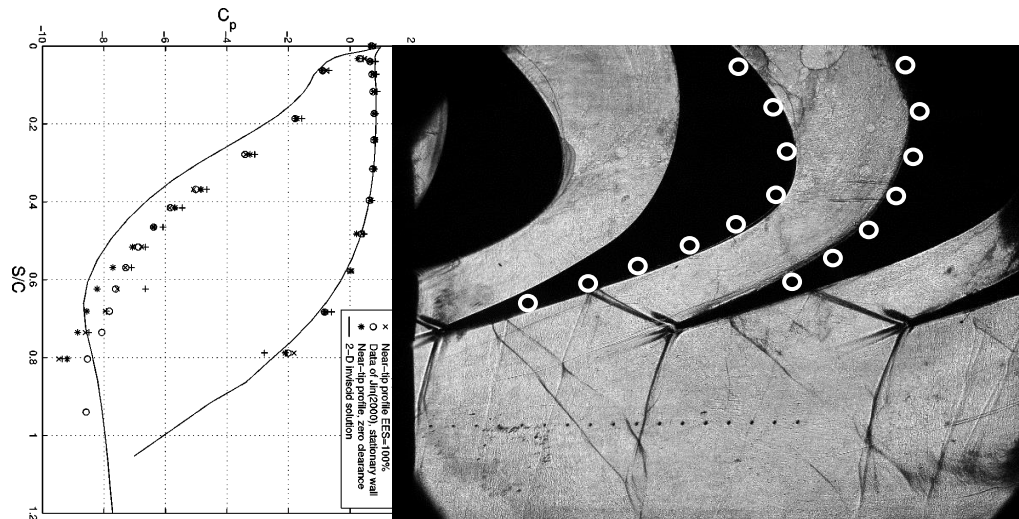 C_p
−10
−8
−6
−4
−2
0
2
0
0.2
0.4
0.6
0.8
1
1.2
S/C
Near−tip profile EES=100%
Data of Jin(2000), stationary wall
Near−tip profile, zero clearance
2−D inviscid solution